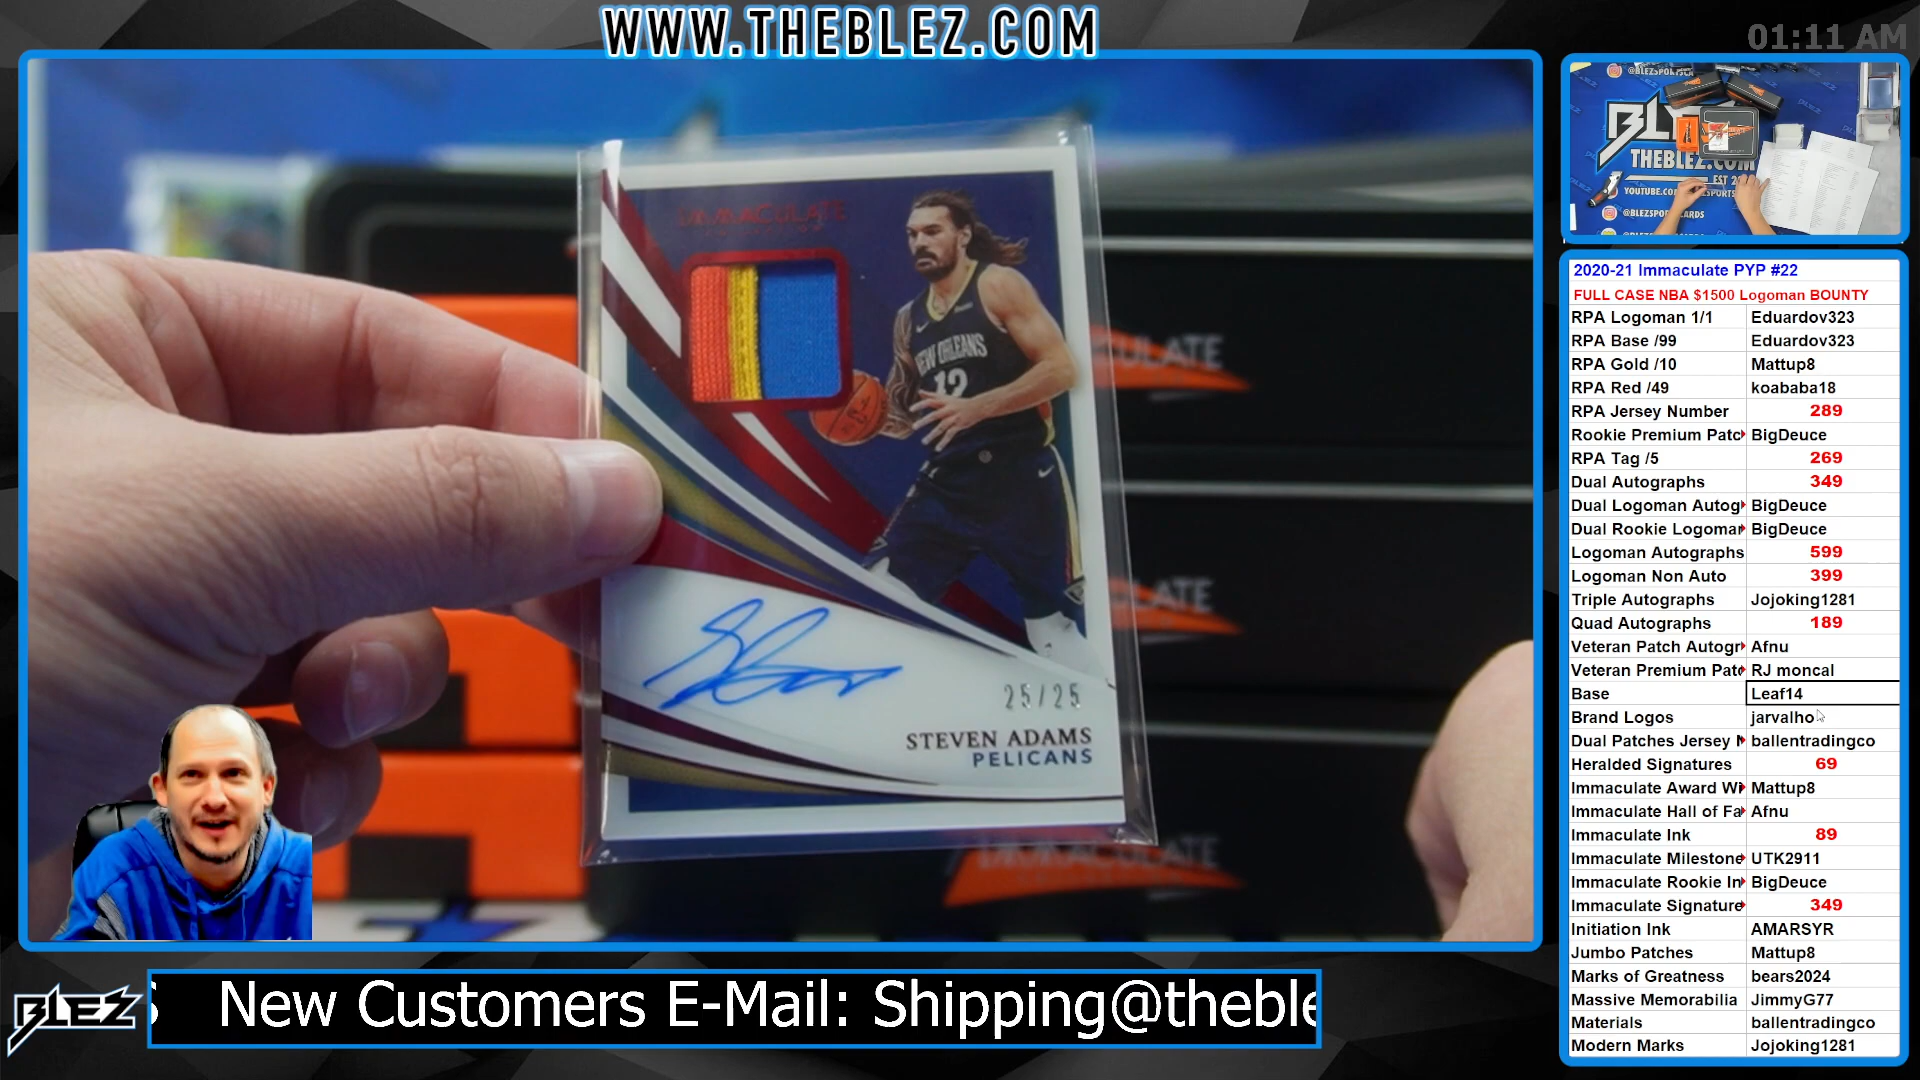 WWW.THEBLEZ.COM
01:11 AM
IMMACULATE
NEW ORLEANS
12
25/25
STEVEN ADAMS
PELICANS
THEBLEZ.COM
@BLEZSPORTSCARDS
2020-21 Immaculate PYP #22
FULL CASE NBA $1500 Logoman BOUNTY
RPA Logoman 1/1 Eduardov323
RPA Base /99 Eduardov323
RPA Gold /10 Mattup8
RPA Red /49 koababa18
RPA Jersey Number 289
Rookie Premium Patc BigDeuce
RPA Tag /5 269
Dual Autographs 349
Dual Logoman Autog BigDeuce
Dual Rookie Logoman BigDeuce
Logoman Autographs 599
Logoman Non Auto 399
Triple Autographs Jojoking1281
Quad Autographs 189
Veteran Patch Autogr Afnu
Veteran Premium Patc RJ moncal
Base Leaf14
Brand Logos jarvalho
Dual Patches Jersey ballentradingco
Heralded Signatures 69
Immaculate Award Wi Mattup8
Immaculate Hall of Fa Afnu
Immaculate Ink 89
Immaculate Milestone UTK2911
Immaculate Rookie In BigDeuce
Immaculate Signature 349
Initiation Ink AMARSYR
Jumbo Patches Mattup8
Marks of Greatness bears2024
Massive Memorabilia JimmyG77
Materials ballentradingco
Modern Marks Jojoking1281
BLEZ
New Customers E-Mail: Shipping@theble